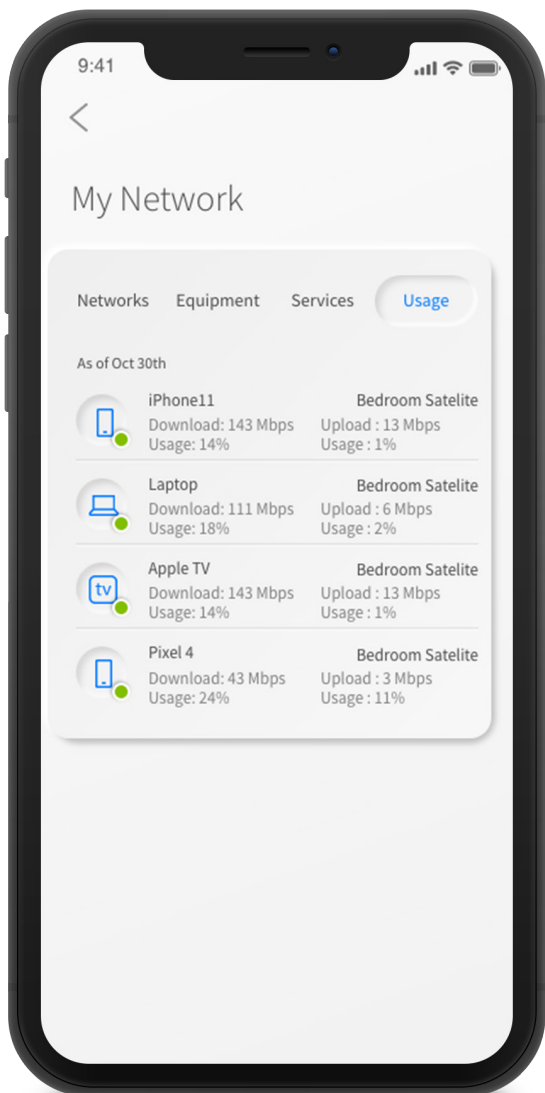 9:41
My Network
Networks Equipment Services Usage
As of Oct 30th
iPhone11 Bedroom Satelite
Download: 143 Mbps Upload : 13 Mbps
Usage: 14% Usage : 1%
Laptop Bedroom Satelite
Download: 111 Mbps Upload : 6 Mbps
Usage: 18% Usage : 2%
Apple TV Bedroom Satelite
tv Download: 143 Mbps Upload : 13 Mbps
Usage: 14% Usage : 1%
Pixel 4 Bedroom Satelite
Download: 43 Mbps Upload : 3 Mbps
Usage: 24% Usage : 11%